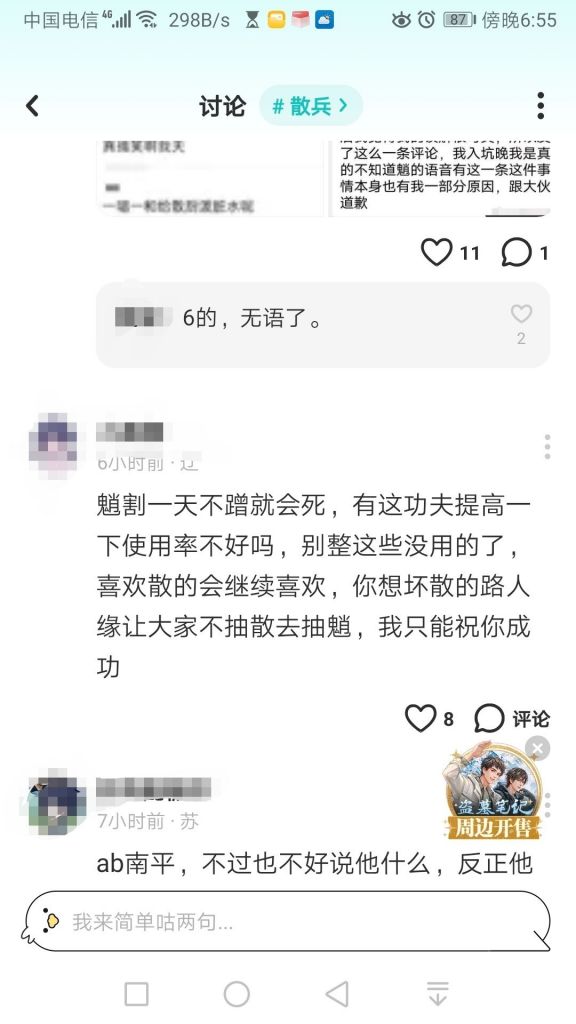 中国电信 4G 298B/s 87 傍晚6:55
讨论 # 散兵 >
真搞笑啊我天
一唱一和给散厨泼脏水呢
了这么一条评论，我入坑晚我是真
的不知道魈的语音有这一条这件事
情本身也有我一部分原因，跟大伙
道歉
11 1
6的，无语了。
2
6小时前 · 辽
魈割一天不蹭就会死，有这功夫提高一
下使用率不好吗，别整这些没用的了，
喜欢散的会继续喜欢，你想坏散的路人
缘让大家不抽散去抽魈，我只能祝你成
功
8 评论
盗墓笔记
周边开售
7小时前 · 苏
ab南平，不过也不好说他什么，反正他
我来简单咕两句...